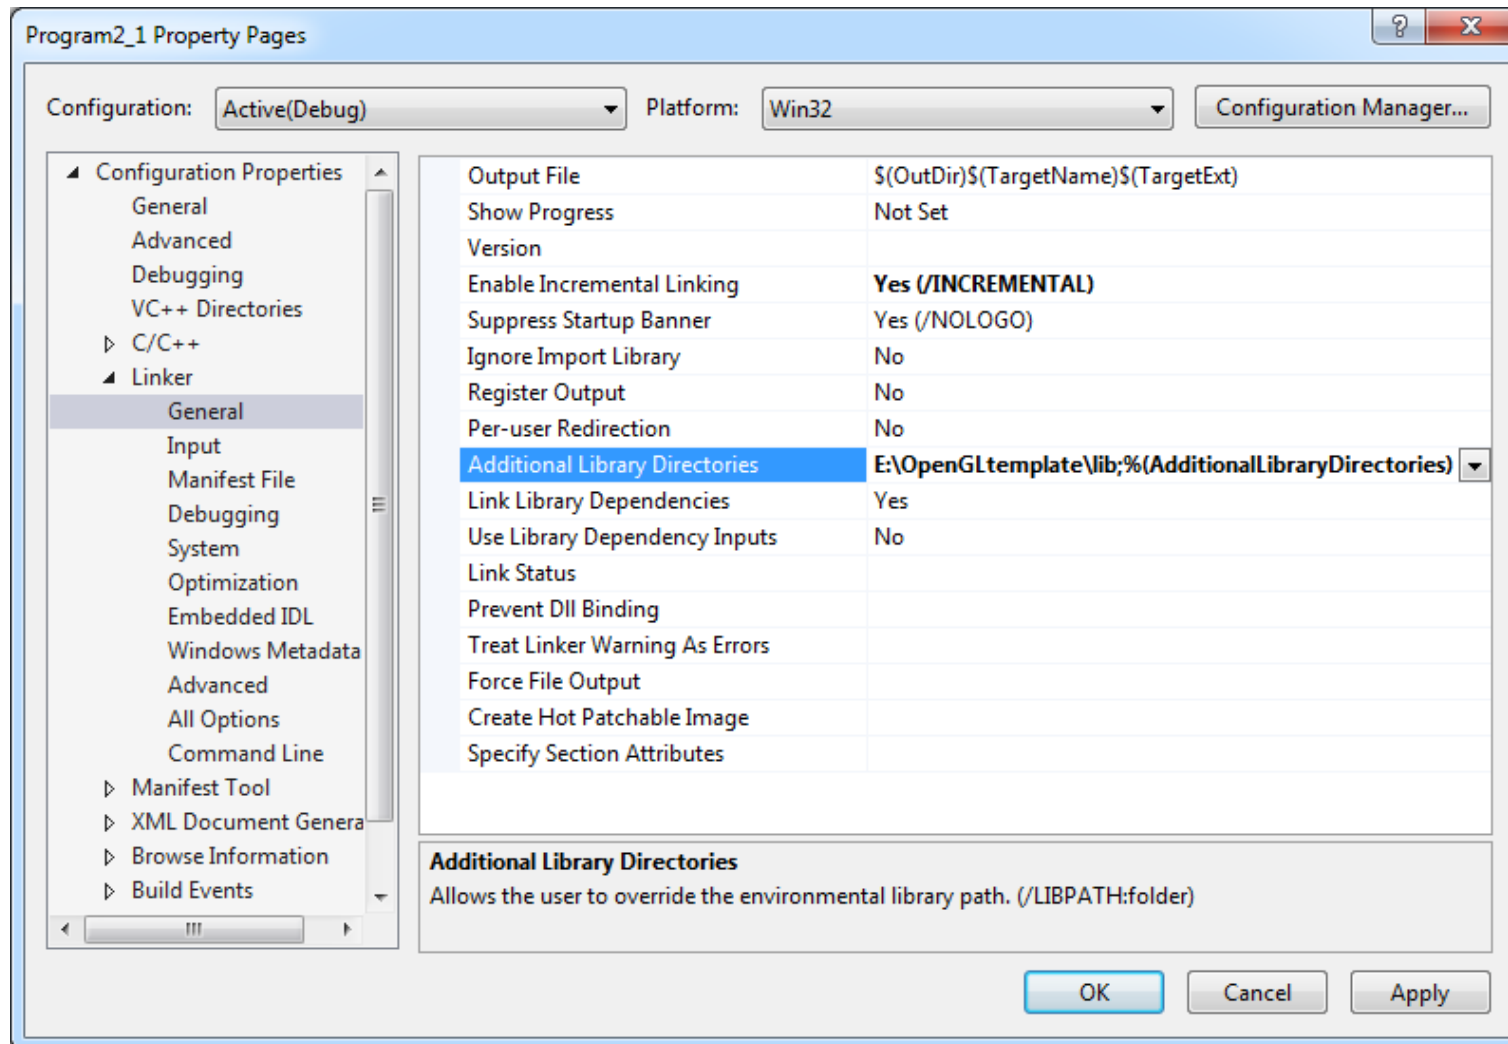 Program2_1 Property Pages
Configuration: Active(Debug) Platform: Win32 Configuration Manager...
Configuration Properties
General
Advanced
Debugging
VC++ Directories
C/C++
Linker
General
Input
Manifest File
Debugging
System
Optimization
Embedded IDL
Windows Metadata
Advanced
All Options
Command Line
Manifest Tool
XML Document Genera
Browse Information
Build Events
Output File $(OutDir)$(TargetName)$(TargetExt)
Show Progress Not Set
Version
Enable Incremental Linking Yes (/INCREMENTAL)
Suppress Startup Banner Yes (/NOLOGO)
Ignore Import Library No
Register Output No
Per-user Redirection No
Additional Library Directories E:\OpenGLtemplate\lib;%(AdditionalLibraryDirectories)
Link Library Dependencies Yes
Use Library Dependency Inputs No
Link Status
Prevent Dll Binding
Treat Linker Warning As Errors
Force File Output
Create Hot Patchable Image
Specify Section Attributes
Additional Library Directories
Allows the user to override the environmental library path. (/LIBPATH:folder)
OK Cancel Apply